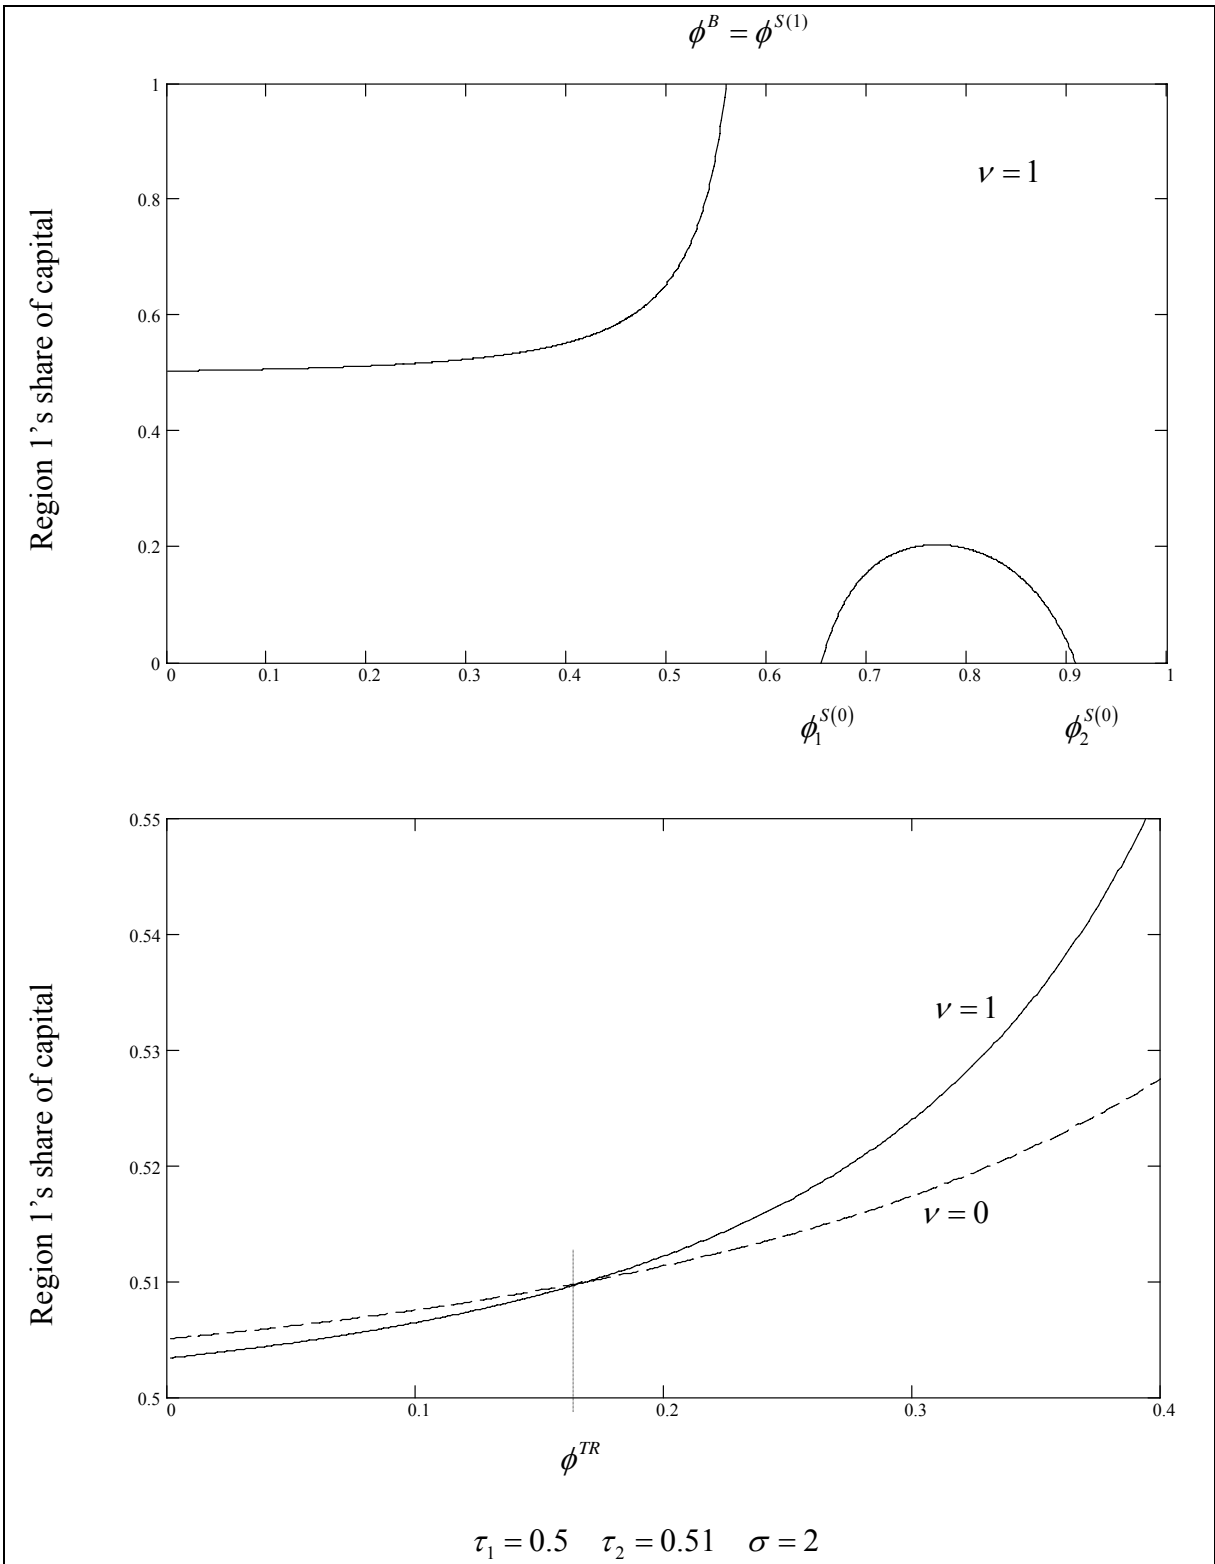 ϕ^B = ϕ^{S(1)}
Region 1's share of capital
1
0.8
0.6
0.4
0.2
0
ν = 1
0 0.1 0.2 0.3 0.4 0.5 0.6 0.7 0.8 0.9 1
ϕ_1^{S(0)} ϕ_2^{S(0)}
Region 1's share of capital
0.55
0.54
0.53
0.52
0.51
0.5
ν = 1
ν = 0
0 0.1 0.2 0.3 0.4
ϕ^{TR}
τ_1 = 0.5 τ_2 = 0.51 σ = 2